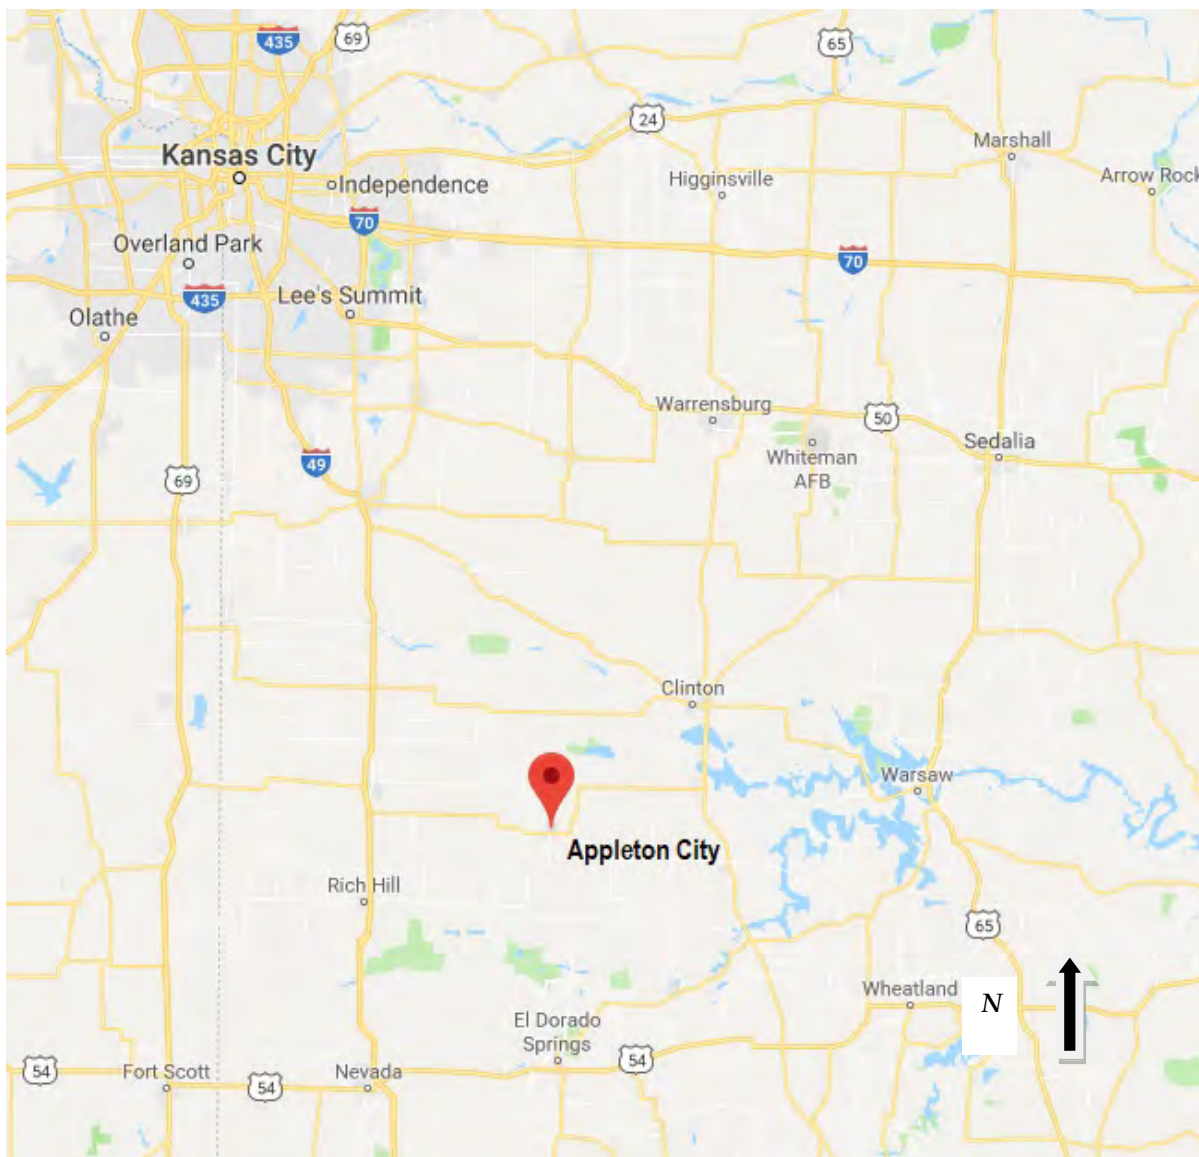 435
69
65
24
Marshall
Kansas City
Independence
Higginsville
Arrow Rock
70
Overland Park
70
435
Lee's Summit
Olathe
Warrensburg
50
Sedalia
Whiteman
AFB
49
69
Clinton
Warsaw
Appleton City
Rich Hill
65
Wheatland
N
El Dorado
Springs
54
Fort Scott
54
Nevada
54